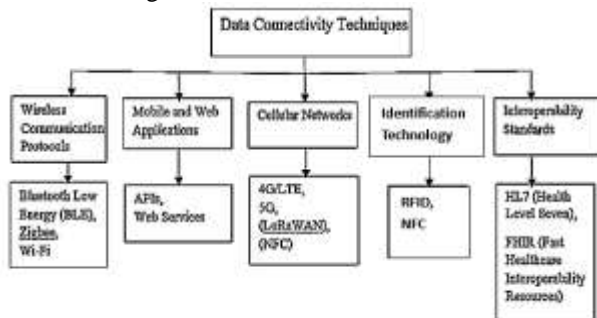 Data Connectivity Techniques
Wireless
Communication
Protocols
Mobile and Web
Applications
Cellular Networks
Identification
Technology
Interoperability
Standards
Bluetooth Low
Energy (BLE),
Zigbee,
Wi-Fi
APIs,
Web Services
4G/LTE,
5G,
(LoRaWAN),
(NFC)
RFID,
NFC
HL7 (Health
Level Seven),
FHIR (Fast
Healthcare
Interoperability
Resources)